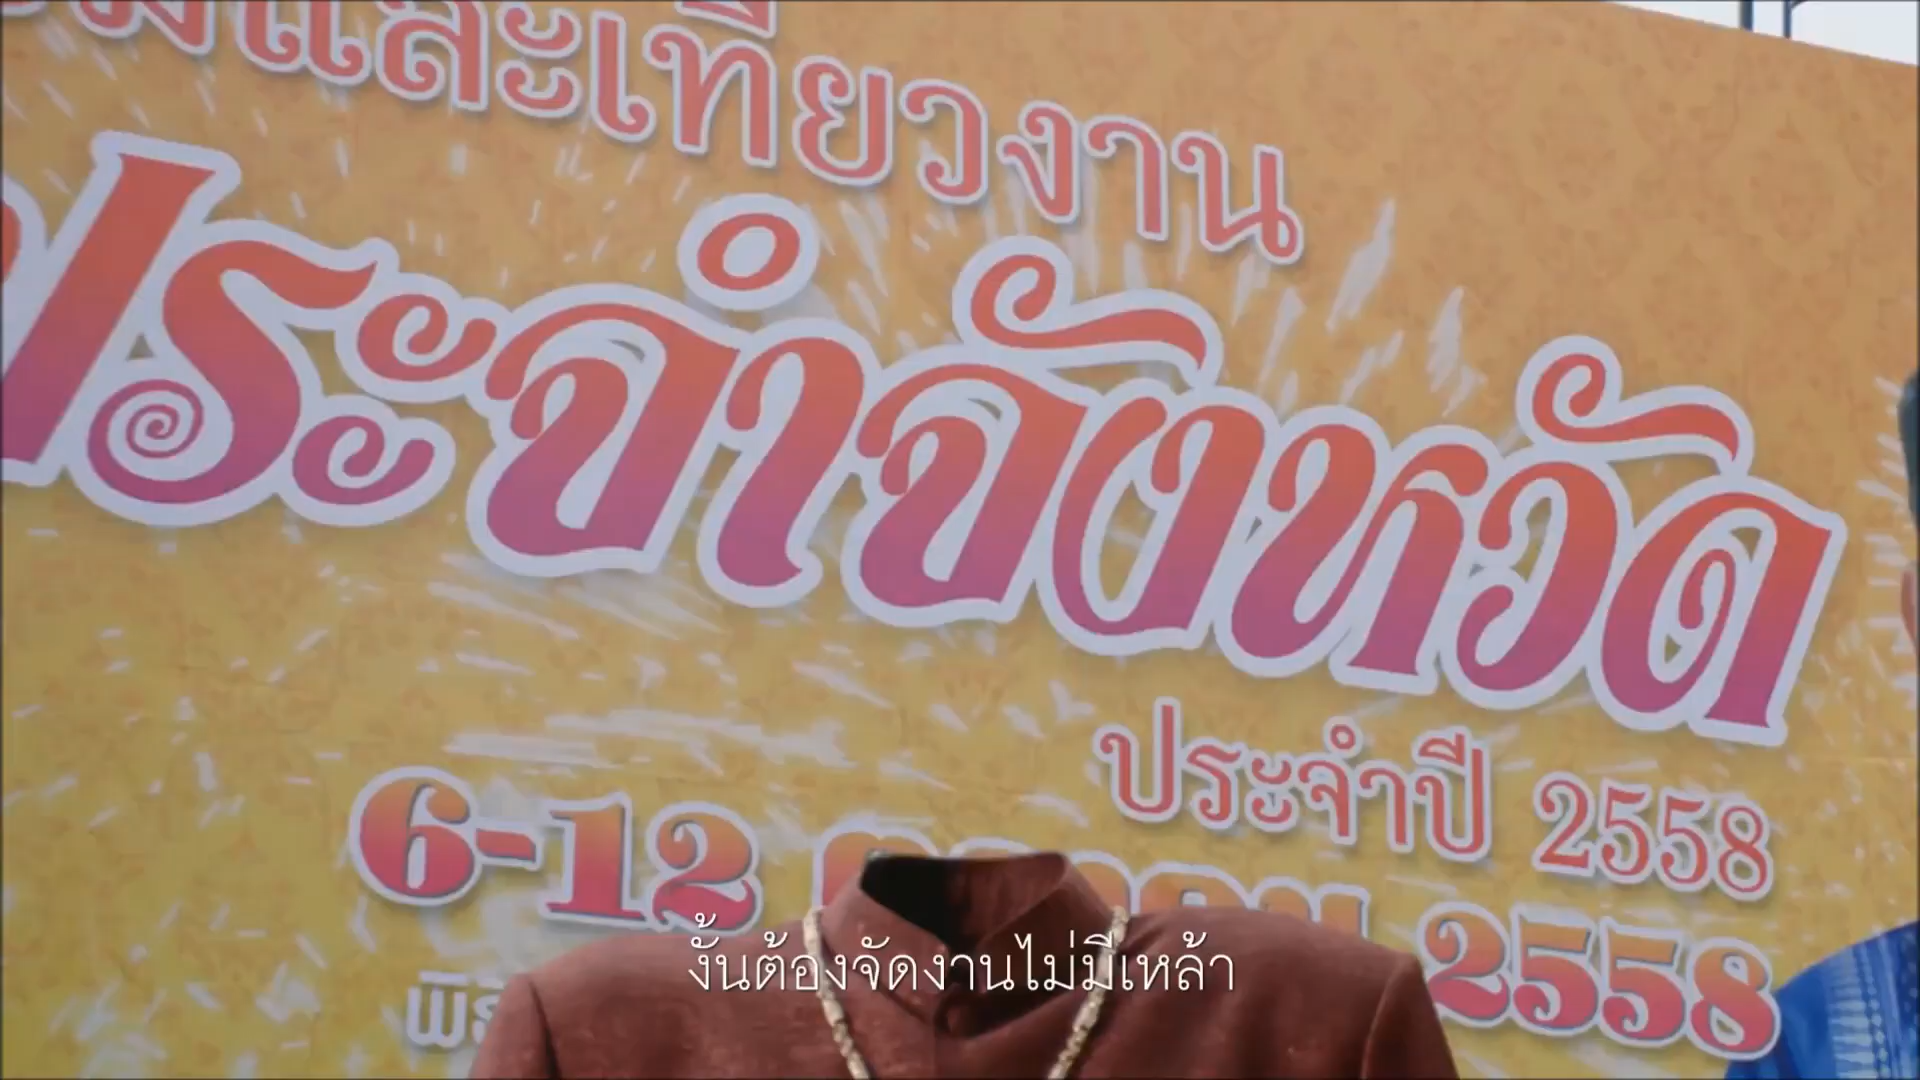 และเที่ยวงาน
ประจำจังหวัด
ประจำปี 2558
6-12
2558
งั้นต้องจัดงานไม่มีเหล้า